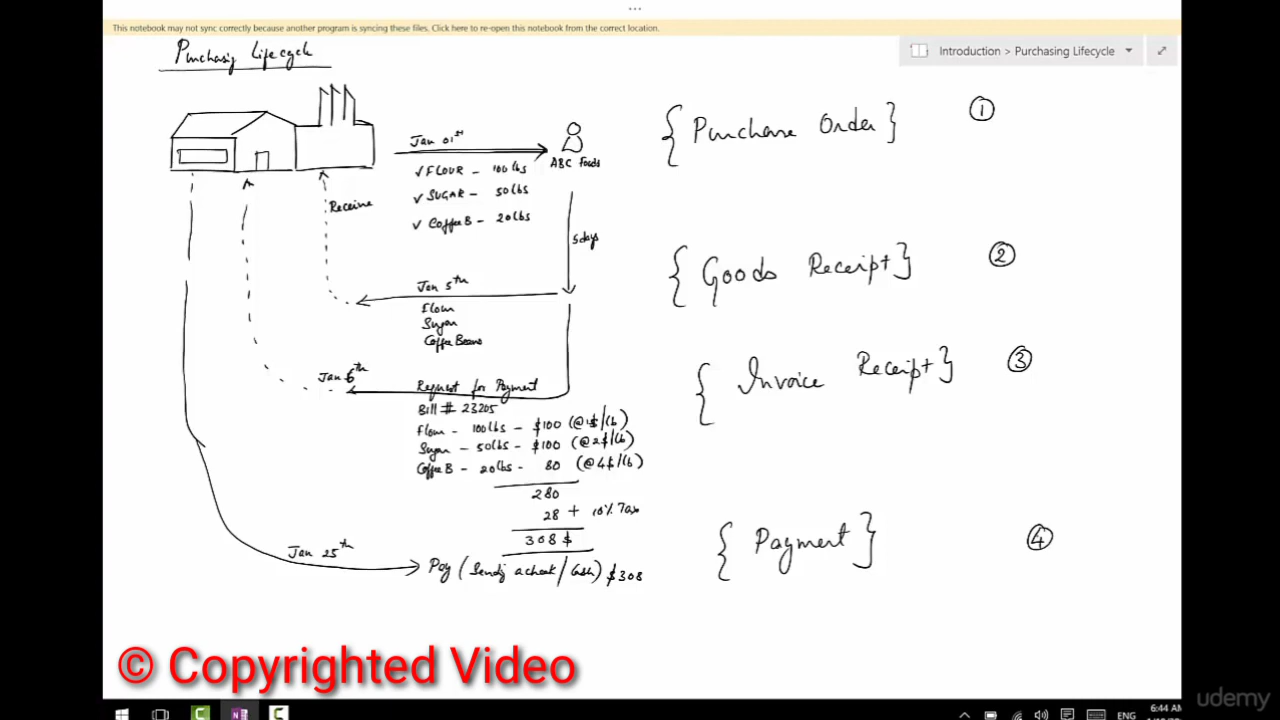 This notebook may not sync correctly because another program is syncing these files. Click here to re-open this notebook from the correct location.
Purchasing Lifecycle
Introduction > Purchasing Lifecycle
Jan 01st
ABC Foods
✓ FLOUR - 100 lbs
✓ SUGAR - 50 lbs
✓ Coffee B - 20 lbs
Receive
5 days
Jan 5th
Flour
Sugar
Coffee Beans
Jan 6th
Request for Payment
Bill # 23205
Flour - 100 lbs - $100 (@1$/lb)
Sugar - 50 lbs - $100 (@2$/lb)
Coffee B - 20 lbs - 80 (@4$/lb)
280
28 + 10% Tax
308 $
Jan 25th
Pay (Sendig a check / Cash) $308
{Purchase Order} 1
{Goods Receipt} 2
{Invoice Receipt} 3
{Payment} 4
© Copyrighted Video
udemy
ENG
6:44 AM